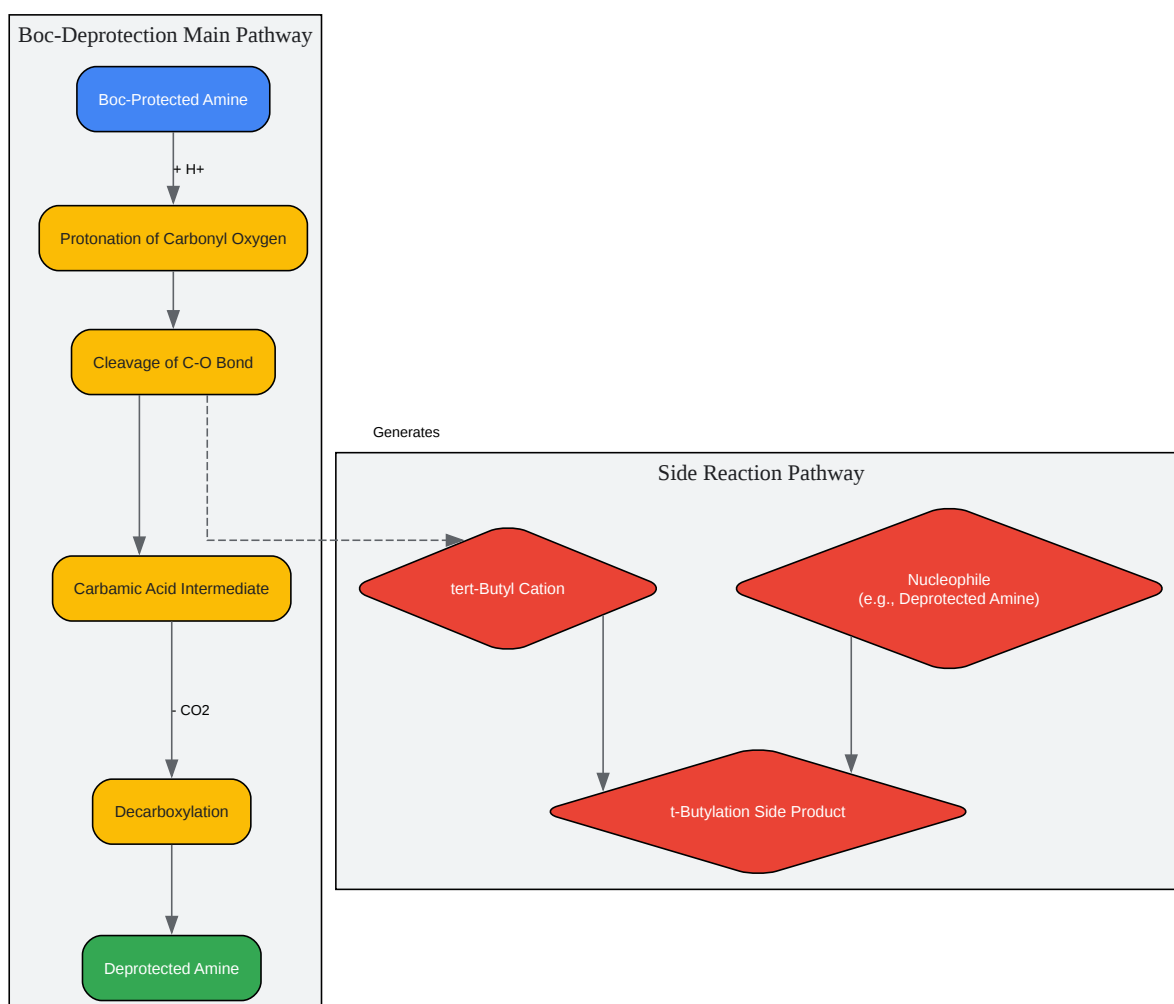 Boc-Deprotection Main Pathway
Boc-Protected Amine
+ H+
Protonation of Carbonyl Oxygen
Cleavage of C-O Bond
Generates
Side Reaction Pathway
Carbamic Acid Intermediate
tert-Butyl Cation
Nucleophile
(e.g., Deprotected Amine)
- CO2
Decarboxylation
t-Butylation Side Product
Deprotected Amine